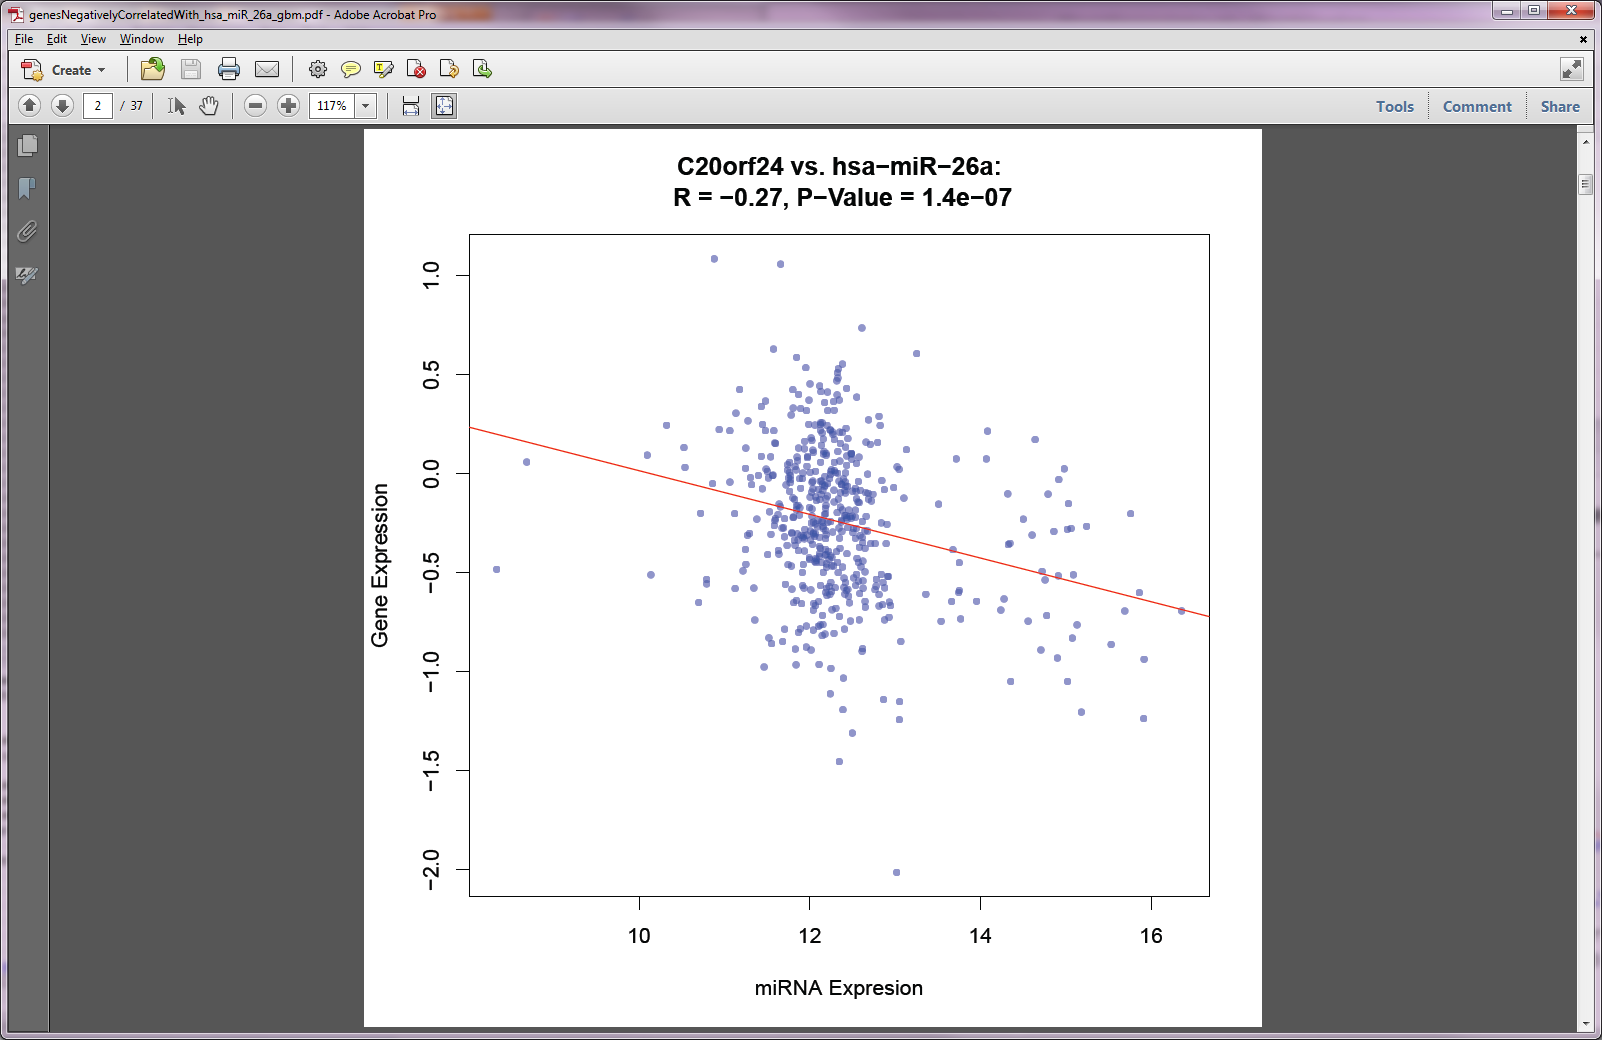 genesNegativelyCorrelatedWith_hsa_miR_26a_gbm.pdf - Adobe Acrobat Pro
File Edit View Window Help
Create
2 / 37 117% Tools Comment Share
C20orf24 vs. hsa−miR−26a:
R = −0.27, P−Value = 1.4e−07
1.0
0.5
0.0
−0.5
−1.0
−1.5
−2.0
Gene Expression
10 12 14 16
miRNA Expresion